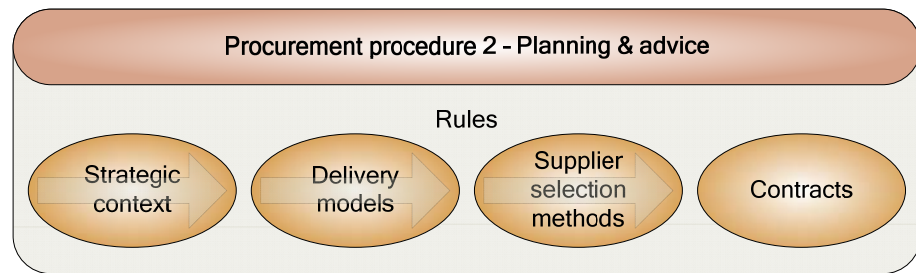 Procurement procedure 2 - Planning & advice
Rules
Strategic
context
Delivery
models
Supplier
selection
methods
Contracts